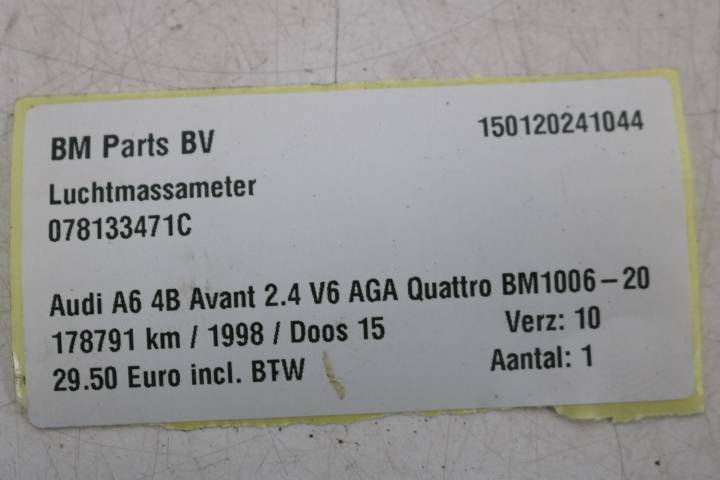 BM Parts BV 150120241044
Luchtmassameter
078133471C
Audi A6 4B Avant 2.4 V6 AGA Quattro BM1006-20
178791 km / 1998 / Doos 15 Verz: 10
29.50 Euro incl. BTW Aantal: 1